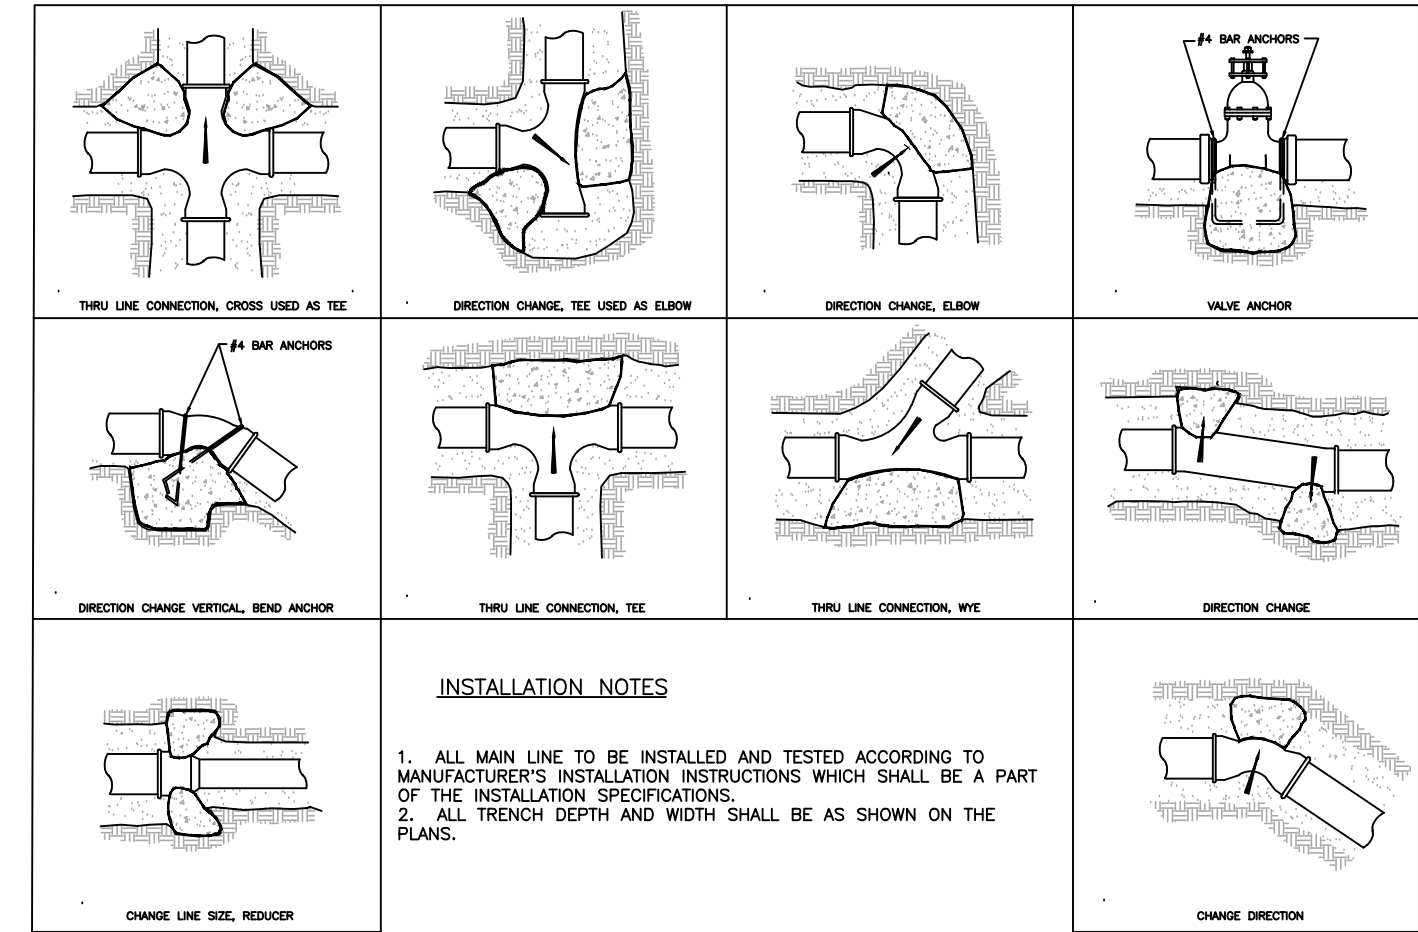 #4 BAR ANCHORS
THRU LINE CONNECTION, CROSS USED AS TEE
DIRECTION CHANGE, TEE USED AS ELBOW
DIRECTION CHANGE, ELBOW
VALVE ANCHOR
#4 BAR ANCHORS
DIRECTION CHANGE VERTICAL, BEND ANCHOR
THRU LINE CONNECTION, TEE
THRU LINE CONNECTION, WYE
DIRECTION CHANGE
INSTALLATION NOTES
1. ALL MAIN LINE TO BE INSTALLED AND TESTED ACCORDING TO
MANUFACTURER'S INSTALLATION INSTRUCTIONS WHICH SHALL BE A PART
OF THE INSTALLATION SPECIFICATIONS.
2. ALL TRENCH DEPTH AND WIDTH SHALL BE AS SHOWN ON THE
PLANS.
CHANGE LINE SIZE, REDUCER
CHANGE DIRECTION